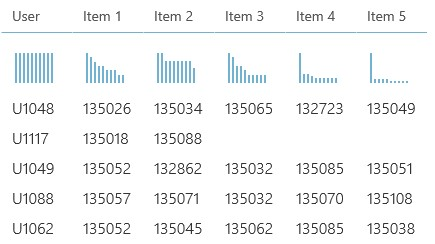 User Item 1 Item 2 Item 3 Item 4 Item 5
U1048 135026 135034 135065 132723 135049
U1117 135018 135088
U1049 135052 132862 135032 135085 135051
U1088 135057 135071 135032 135070 135108
U1062 135052 135045 135062 135085 135038